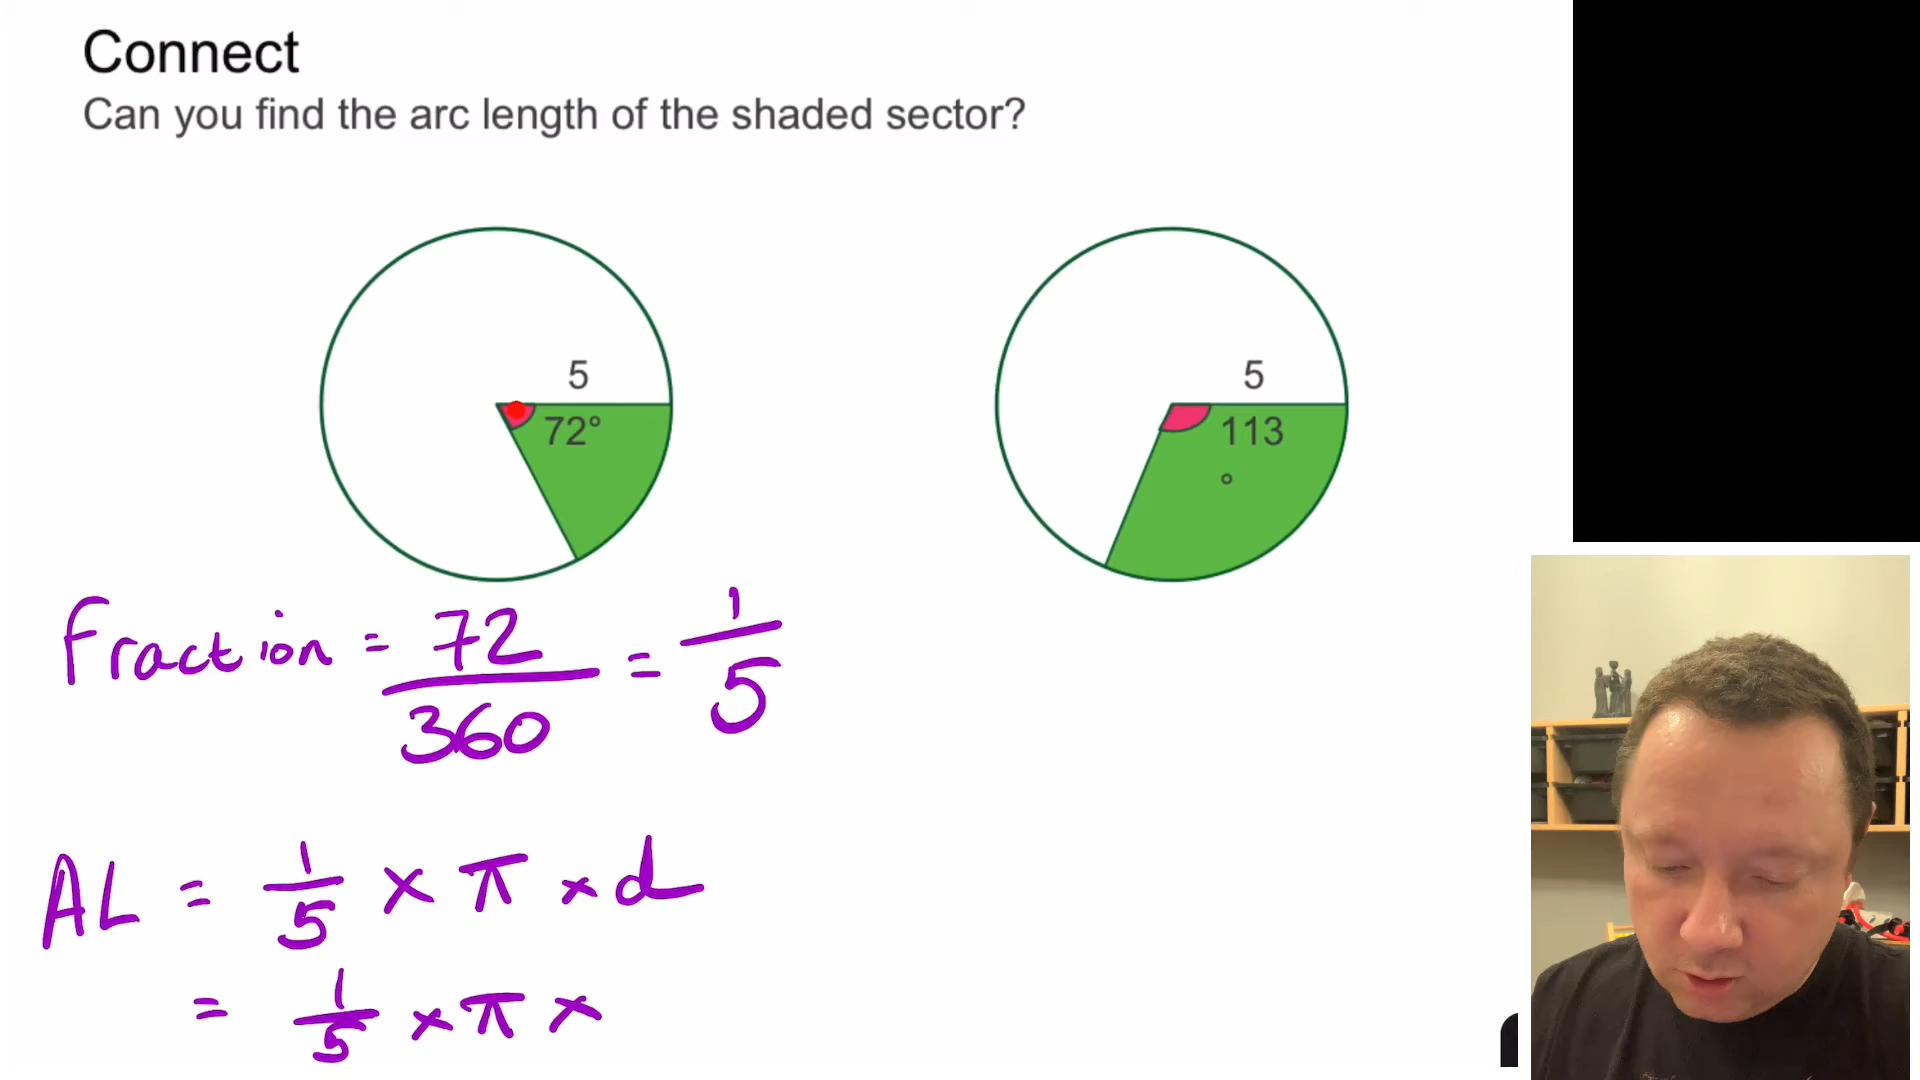 Connect
Can you find the arc length of the shaded sector?
5
72°
5
113
°
Fraction = 72/360 = 1/5
AL = 1/5 × π × d
= 1/5 × π ×